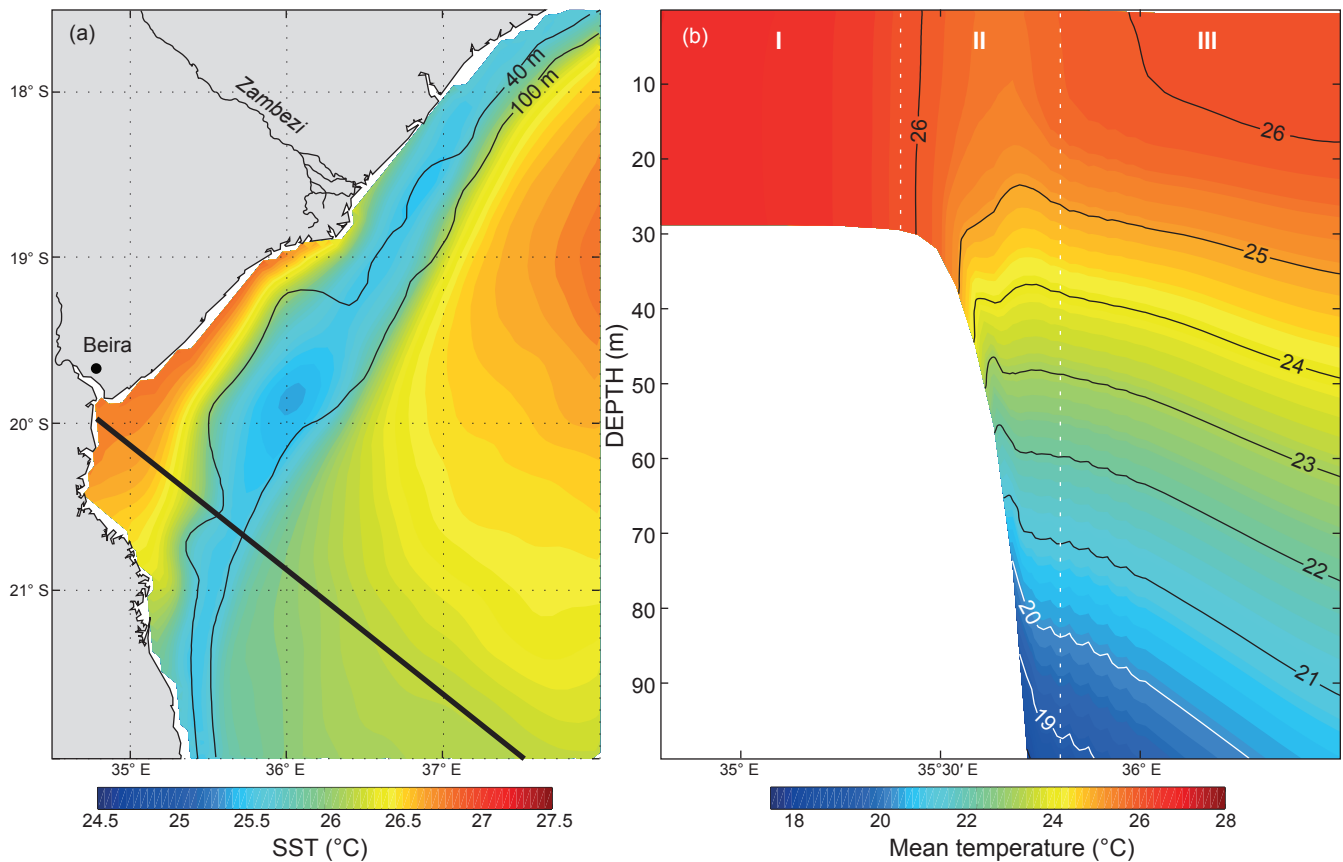 (a)
Zambezi
40 m
100 m
Beira
18° S
19° S
20° S
21° S
35° E
36° E
37° E
24.5
25
25.5
26
26.5
27
27.5
SST (°C)
(b)
I
II
III
DEPTH (m)
10
20
30
40
50
60
70
80
90
26
26
25
24
23
22
21
20
19
35° E
35°30' E
36° E
18
20
22
24
26
28
Mean temperature (°C)